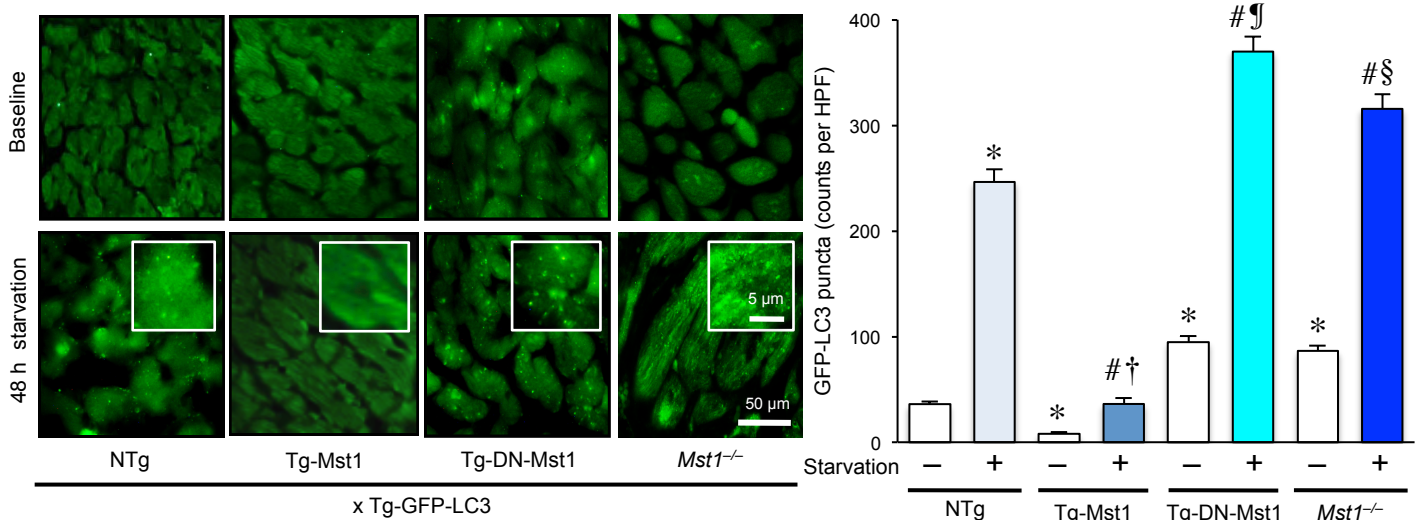 Baseline
48 h starvation
5 μm
50 μm
NTg Tg-Mst1 Tg-DN-Mst1 Mst1–/–
x Tg-GFP-LC3
GFP-LC3 puncta (counts per HPF)
400
300
200
100
0
*
*
#†
*
#¶
*
#§
Starvation – + – + – + – +
NTg Tg-Mst1 Tg-DN-Mst1 Mst1–/–